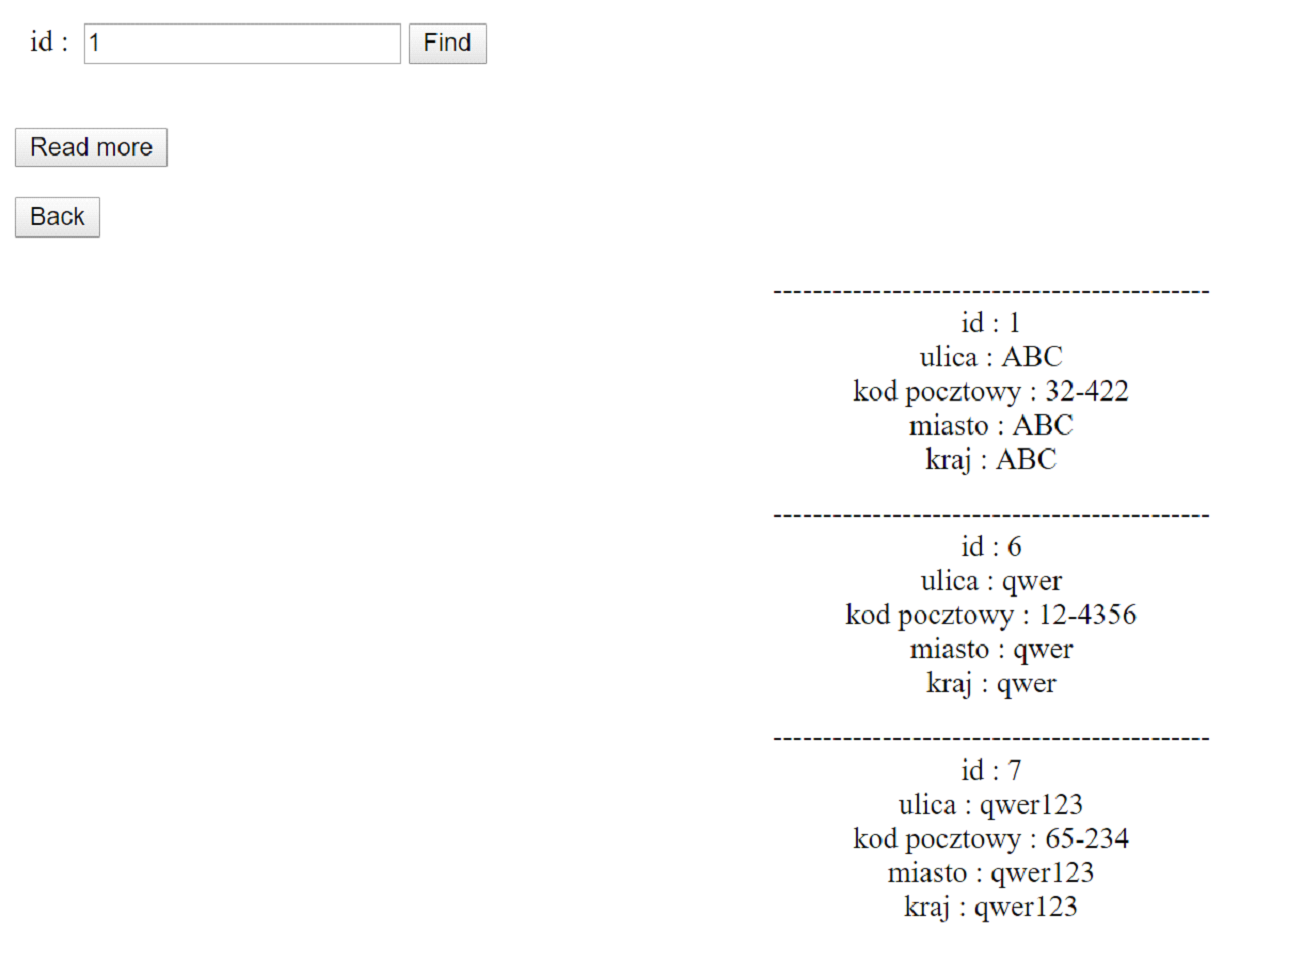 id : 1 Find
Read more
Back
-------------------------------------------
id : 1
ulica : ABC
kod pocztowy : 32-422
miasto : ABC
kraj : ABC
-------------------------------------------
id : 6
ulica : qwer
kod pocztowy : 12-4356
miasto : qwer
kraj : qwer
-------------------------------------------
id : 7
ulica : qwer123
kod pocztowy : 65-234
miasto : qwer123
kraj : qwer123